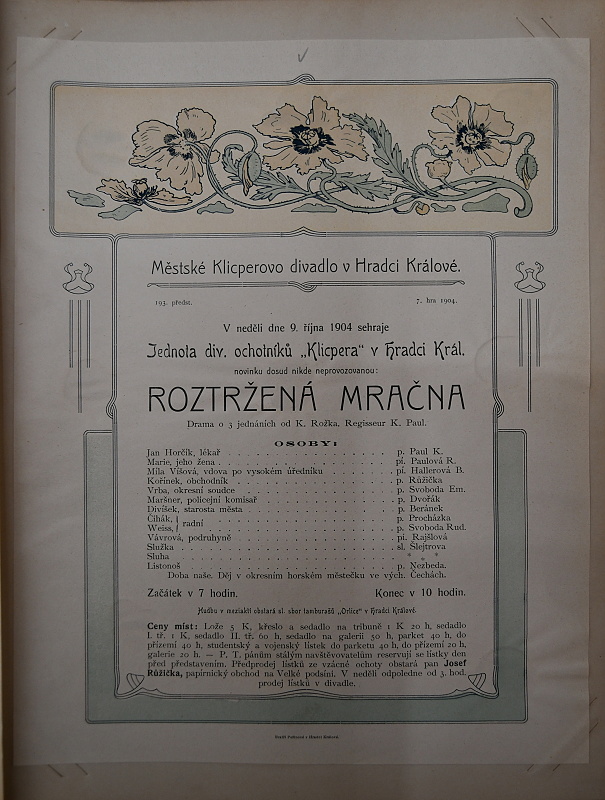 Městské Klicperovo divadlo v Hradci Králové.
193. předst. 7. hra 1904.
V neděli dne 9. října 1904 sehraje
Jednota div. ochotníků „Klicpera“ v Hradci Král.
novinku dosud nikde neprovozovanou:
ROZTRŽENÁ MRAČNA
Drama o 3 jednáních od K. Rožka, Regisseur K. Paul.
OSOBY:
Jan Horčík, lékař . . . . p. Paul K.
Marie, jeho žena . . . . pí. Paulová R.
Míla Víšová, vdova po vysokém úředníku . . . . pí. Hallerová B.
Kořínek, obchodník . . . . p. Růžička
Vrba, okresní soudce . . . . p. Svoboda Em.
Maršner, policejní komisař . . . . p. Dvořák
Divíšek, starosta města . . . . p. Beránek
Čihák, } radní . . . . p. Procházka
Weiss, } radní . . . . p. Svoboda Rud.
Vávrová, podruhyně . . . . pí. Rajšlová
Služka . . . . sl. Šlejtrova
Sluha . . . . * * *
Listonoš . . . . p. Nezbeda.
Doba naše. Děj v okresním horském městečku ve vých. Čechách.
Začátek v 7 hodin. Konec v 10 hodin.
Hudbu v meziaktí obstará sl. sbor tamburašů „Orlice“ v Hradci Králové.
Ceny míst: Lože 5 K, křeslo a sedadlo na tribuně 1 K 20 h, sedadlo
I. tř. 1 K, sedadlo II. tř. 60 h, sedadlo na galerii 50 h, parket 40 h, do
přízemí 40 h, studentský a vojenský lístek do parketu 40 h, do přízemí 20 h,
galerie 20 h. — P. T. pánům stálým navštěvovatelům reservují se lístky den
před představením. Předprodej lístků ze vzácné ochoty obstará pan Josef
Růžička, papírnický obchod na Velké podsíni. V neděli odpoledne od 3. hod.
prodej lístků v divadle.